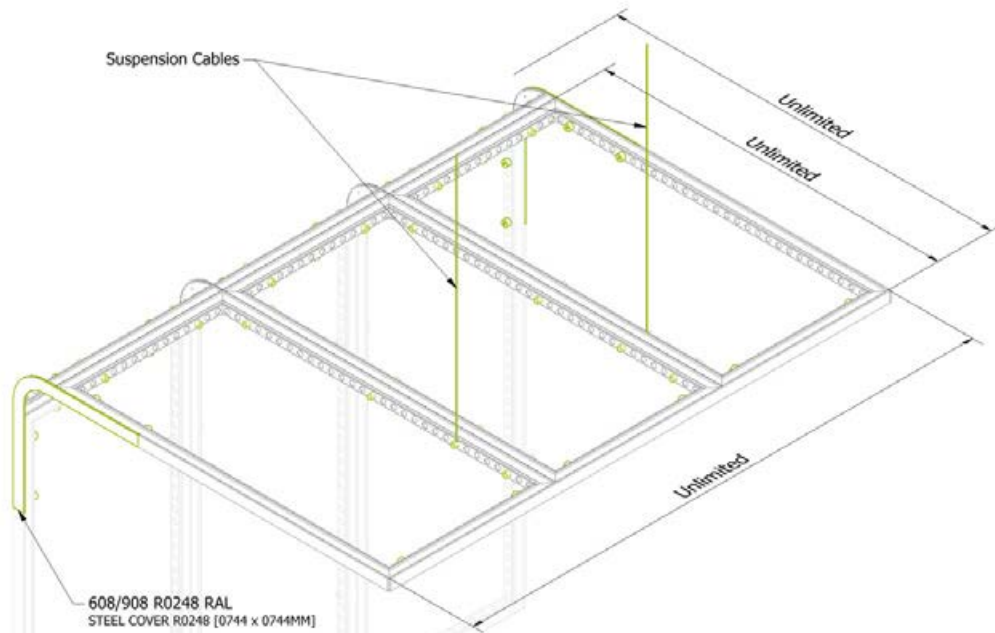 Suspension Cables
Unlimited
Unlimited
Unlimited
608/908 R0248 RAL
STEEL COVER R0248 [0744 x 0744MM]